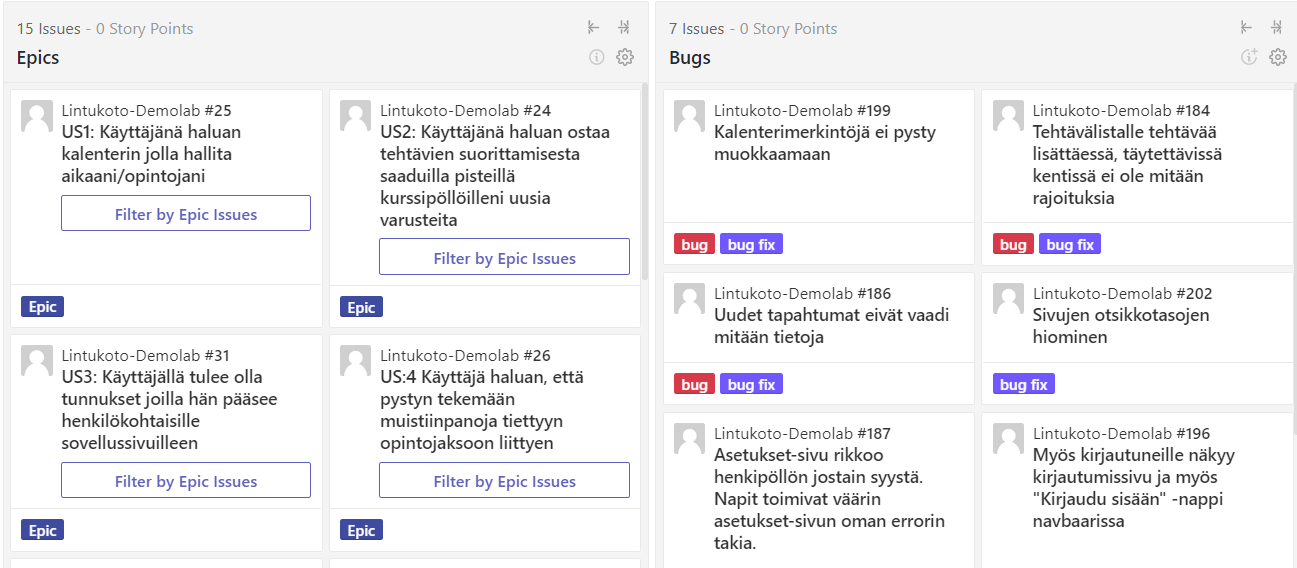 15 Issues - 0 Story Points
Epics
Lintukoto-Demolab #25
US1: Käyttäjänä haluan
kalenterin jolla hallita
aikaani/opintojani
Filter by Epic Issues
Epic
Lintukoto-Demolab #24
US2: Käyttäjänä haluan ostaa
tehtävien suorittamisesta
saaduilla pisteillä
kurssipöllöilleni uusia
varusteita
Filter by Epic Issues
Epic
Lintukoto-Demolab #31
US3: Käyttäjällä tulee olla
tunnukset joilla hän pääsee
henkilökohtaisille
sovellussivuilleen
Filter by Epic Issues
Epic
Lintukoto-Demolab #26
US:4 Käyttäjä haluan, että
pystyn tekemään
muistiinpanoja tiettyyn
opintojaksoon liittyen
Filter by Epic Issues
Epic
7 Issues - 0 Story Points
Bugs
Lintukoto-Demolab #199
Kalenterimerkintöjä ei pysty
muokkaamaan
bug bug fix
Lintukoto-Demolab #184
Tehtävälistalle tehtävää
lisättäessä, täytettävissä
kentissä ei ole mitään
rajoituksia
bug bug fix
Lintukoto-Demolab #186
Uudet tapahtumat eivät vaadi
mitään tietoja
bug bug fix
Lintukoto-Demolab #202
Sivujen otsikkotasojen
hiominen
bug fix
Lintukoto-Demolab #187
Asetukset-sivu rikkoo
henkipöllön jostain syystä.
Napit toimivat väärin
asetukset-sivun oman errorin
takia.
Lintukoto-Demolab #196
Myös kirjautuneille näkyy
kirjautumissivu ja myös
"Kirjaudu sisään" -nappi
navbaarissa